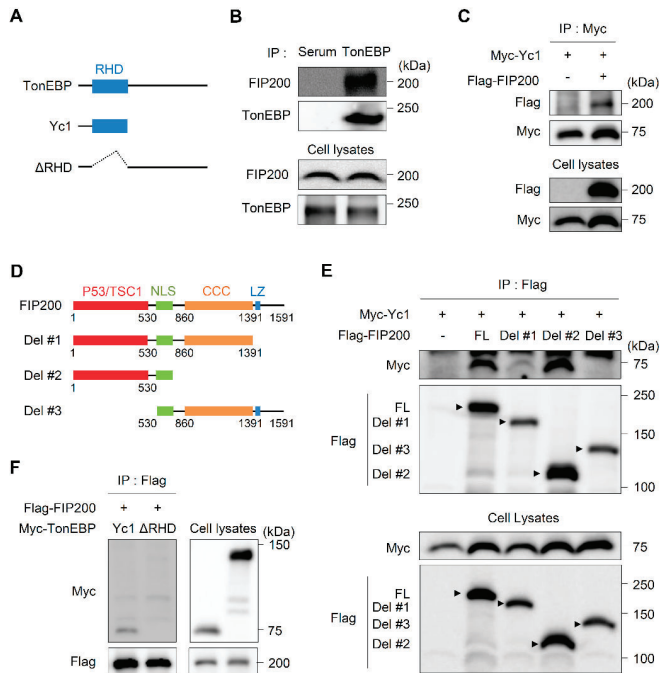 A
RHD
TonEBP
Yc1
ΔRHD
B
IP : Serum TonEBP
(kDa)
FIP200
200
TonEBP
250
Cell lysates
FIP200
200
TonEBP
250
C
IP : Myc
Myc-Yc1 + +
Flag-FIP200 - +
(kDa)
Flag
200
Myc
75
Cell lysates
Flag
200
Myc
75
D
P53/TSC1 NLS CCC LZ
FIP200
1 530 860 1391 1591
Del #1
1 530 860 1391
Del #2
1 530
Del #3
530 860 1391 1591
E
IP : Flag
Myc-Yc1 + + + + +
Flag-FIP200 - FL Del #1 Del #2 Del #3
(kDa)
Myc
75
250
FL
Del #1
Flag
150
Del #3
Del #2
100
Cell Lysates
Myc
75
250
FL
Del #1
Flag
150
Del #3
Del #2
100
F
IP : Flag
Flag-FIP200 + +
Myc-TonEBP Yc1 ΔRHD
Cell lysates
(kDa)
150
Myc
75
Flag
200